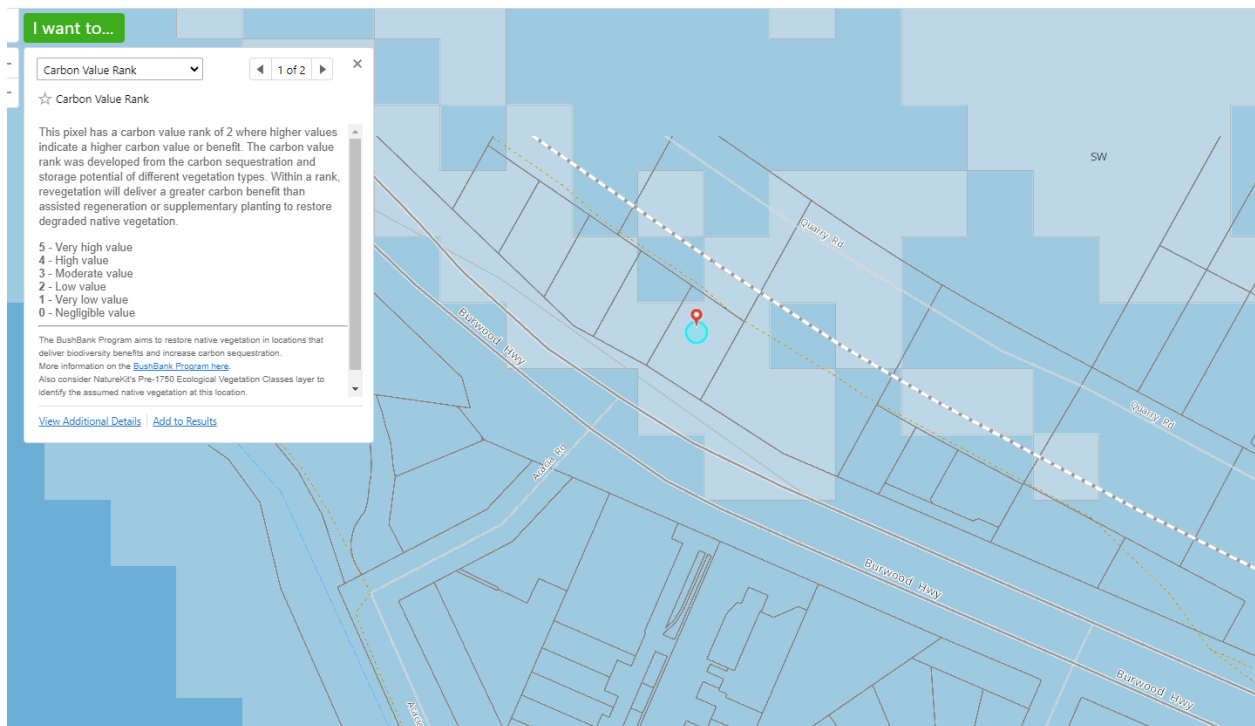 I want to...
Carbon Value Rank
1 of 2
Carbon Value Rank
This pixel has a carbon value rank of 2 where higher values
indicate a higher carbon value or benefit. The carbon value
rank was developed from the carbon sequestration and
storage potential of different vegetation types. Within a rank,
revegetation will deliver a greater carbon benefit than
assisted regeneration or supplementary planting to restore
degraded native vegetation.
5 - Very high value
4 - High value
3 - Moderate value
2 - Low value
1 - Very low value
0 - Negligible value
The BushBank Program aims to restore native vegetation in locations that
deliver biodiversity benefits and increase carbon sequestration.
More information on the BushBank Program here.
Also consider NatureKit's Pre-1750 Ecological Vegetation Classes layer to
identify the assumed native vegetation at this location.
View Additional Details
Add to Results
SW
Quarry Rd
Burwood Hwy
Quarry Rd
Acacia Rd
Burwood Hwy
Burwood Hwy